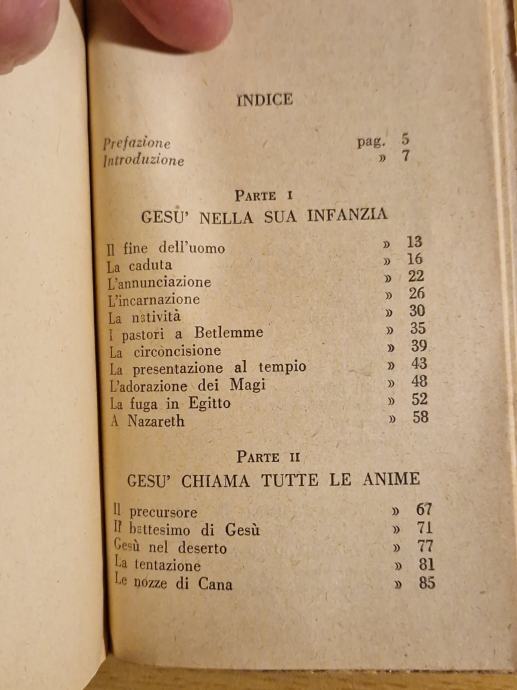 INDICE
Prefazione pag. 5
Introduzione » 7
PARTE I
GESU' NELLA SUA INFANZIA
Il fine dell'uomo » 13
La caduta » 16
L'annunciazione » 22
L'incarnazione » 26
La natività » 30
I pastori a Betlemme » 35
La circoncisione » 39
La presentazione al tempio » 43
L'adorazione dei Magi » 48
La fuga in Egitto » 52
A Nazareth » 58
PARTE II
GESU' CHIAMA TUTTE LE ANIME
Il precursore » 67
Il battesimo di Gesù » 71
Gesù nel deserto » 77
La tentazione » 81
Le nozze di Cana » 85